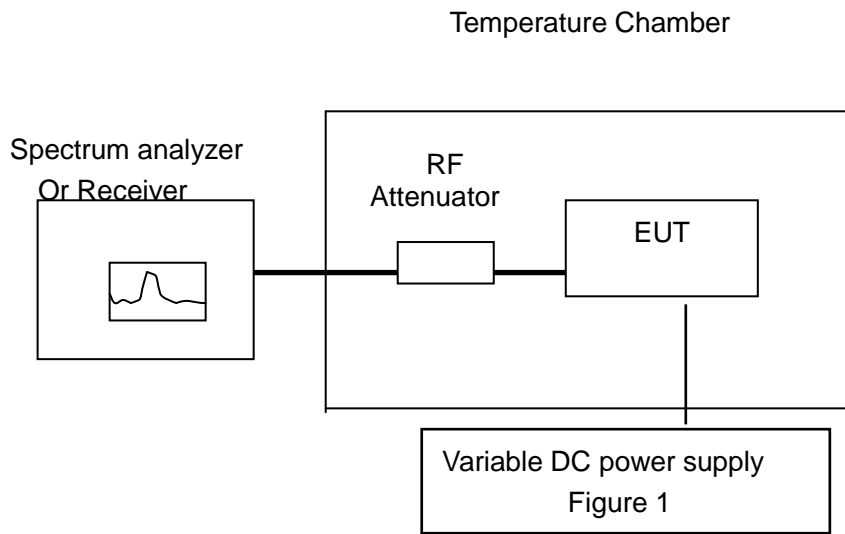 Temperature Chamber
Spectrum analyzer
Or Receiver
RF
Attenuator
EUT
Variable DC power supply
Figure 1